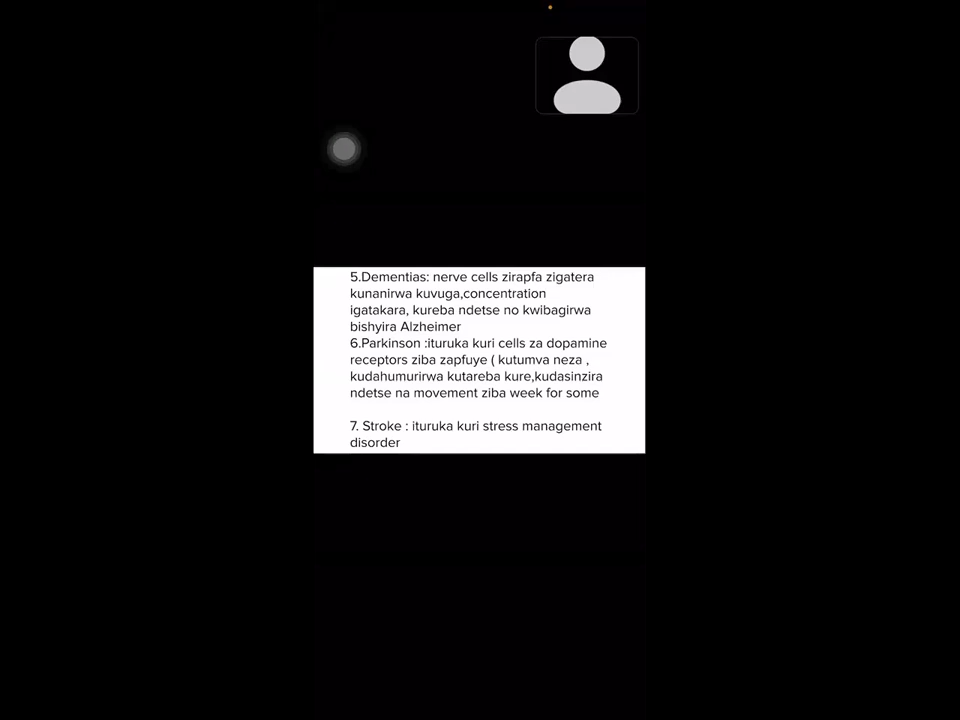 5.Dementias: nerve cells zirapfa zigatera
kunanirwa kuvuga,concentration
igatakara, kureba ndetse no kwibagirwa
bishyira Alzheimer
6.Parkinson :ituruka kuri cells za dopamine
receptors ziba zapfuye ( kutumva neza ,
kudahumurirwa kutareba kure,kudasinzira
ndetse na movement ziba week for some
7. Stroke : ituruka kuri stress management
disorder